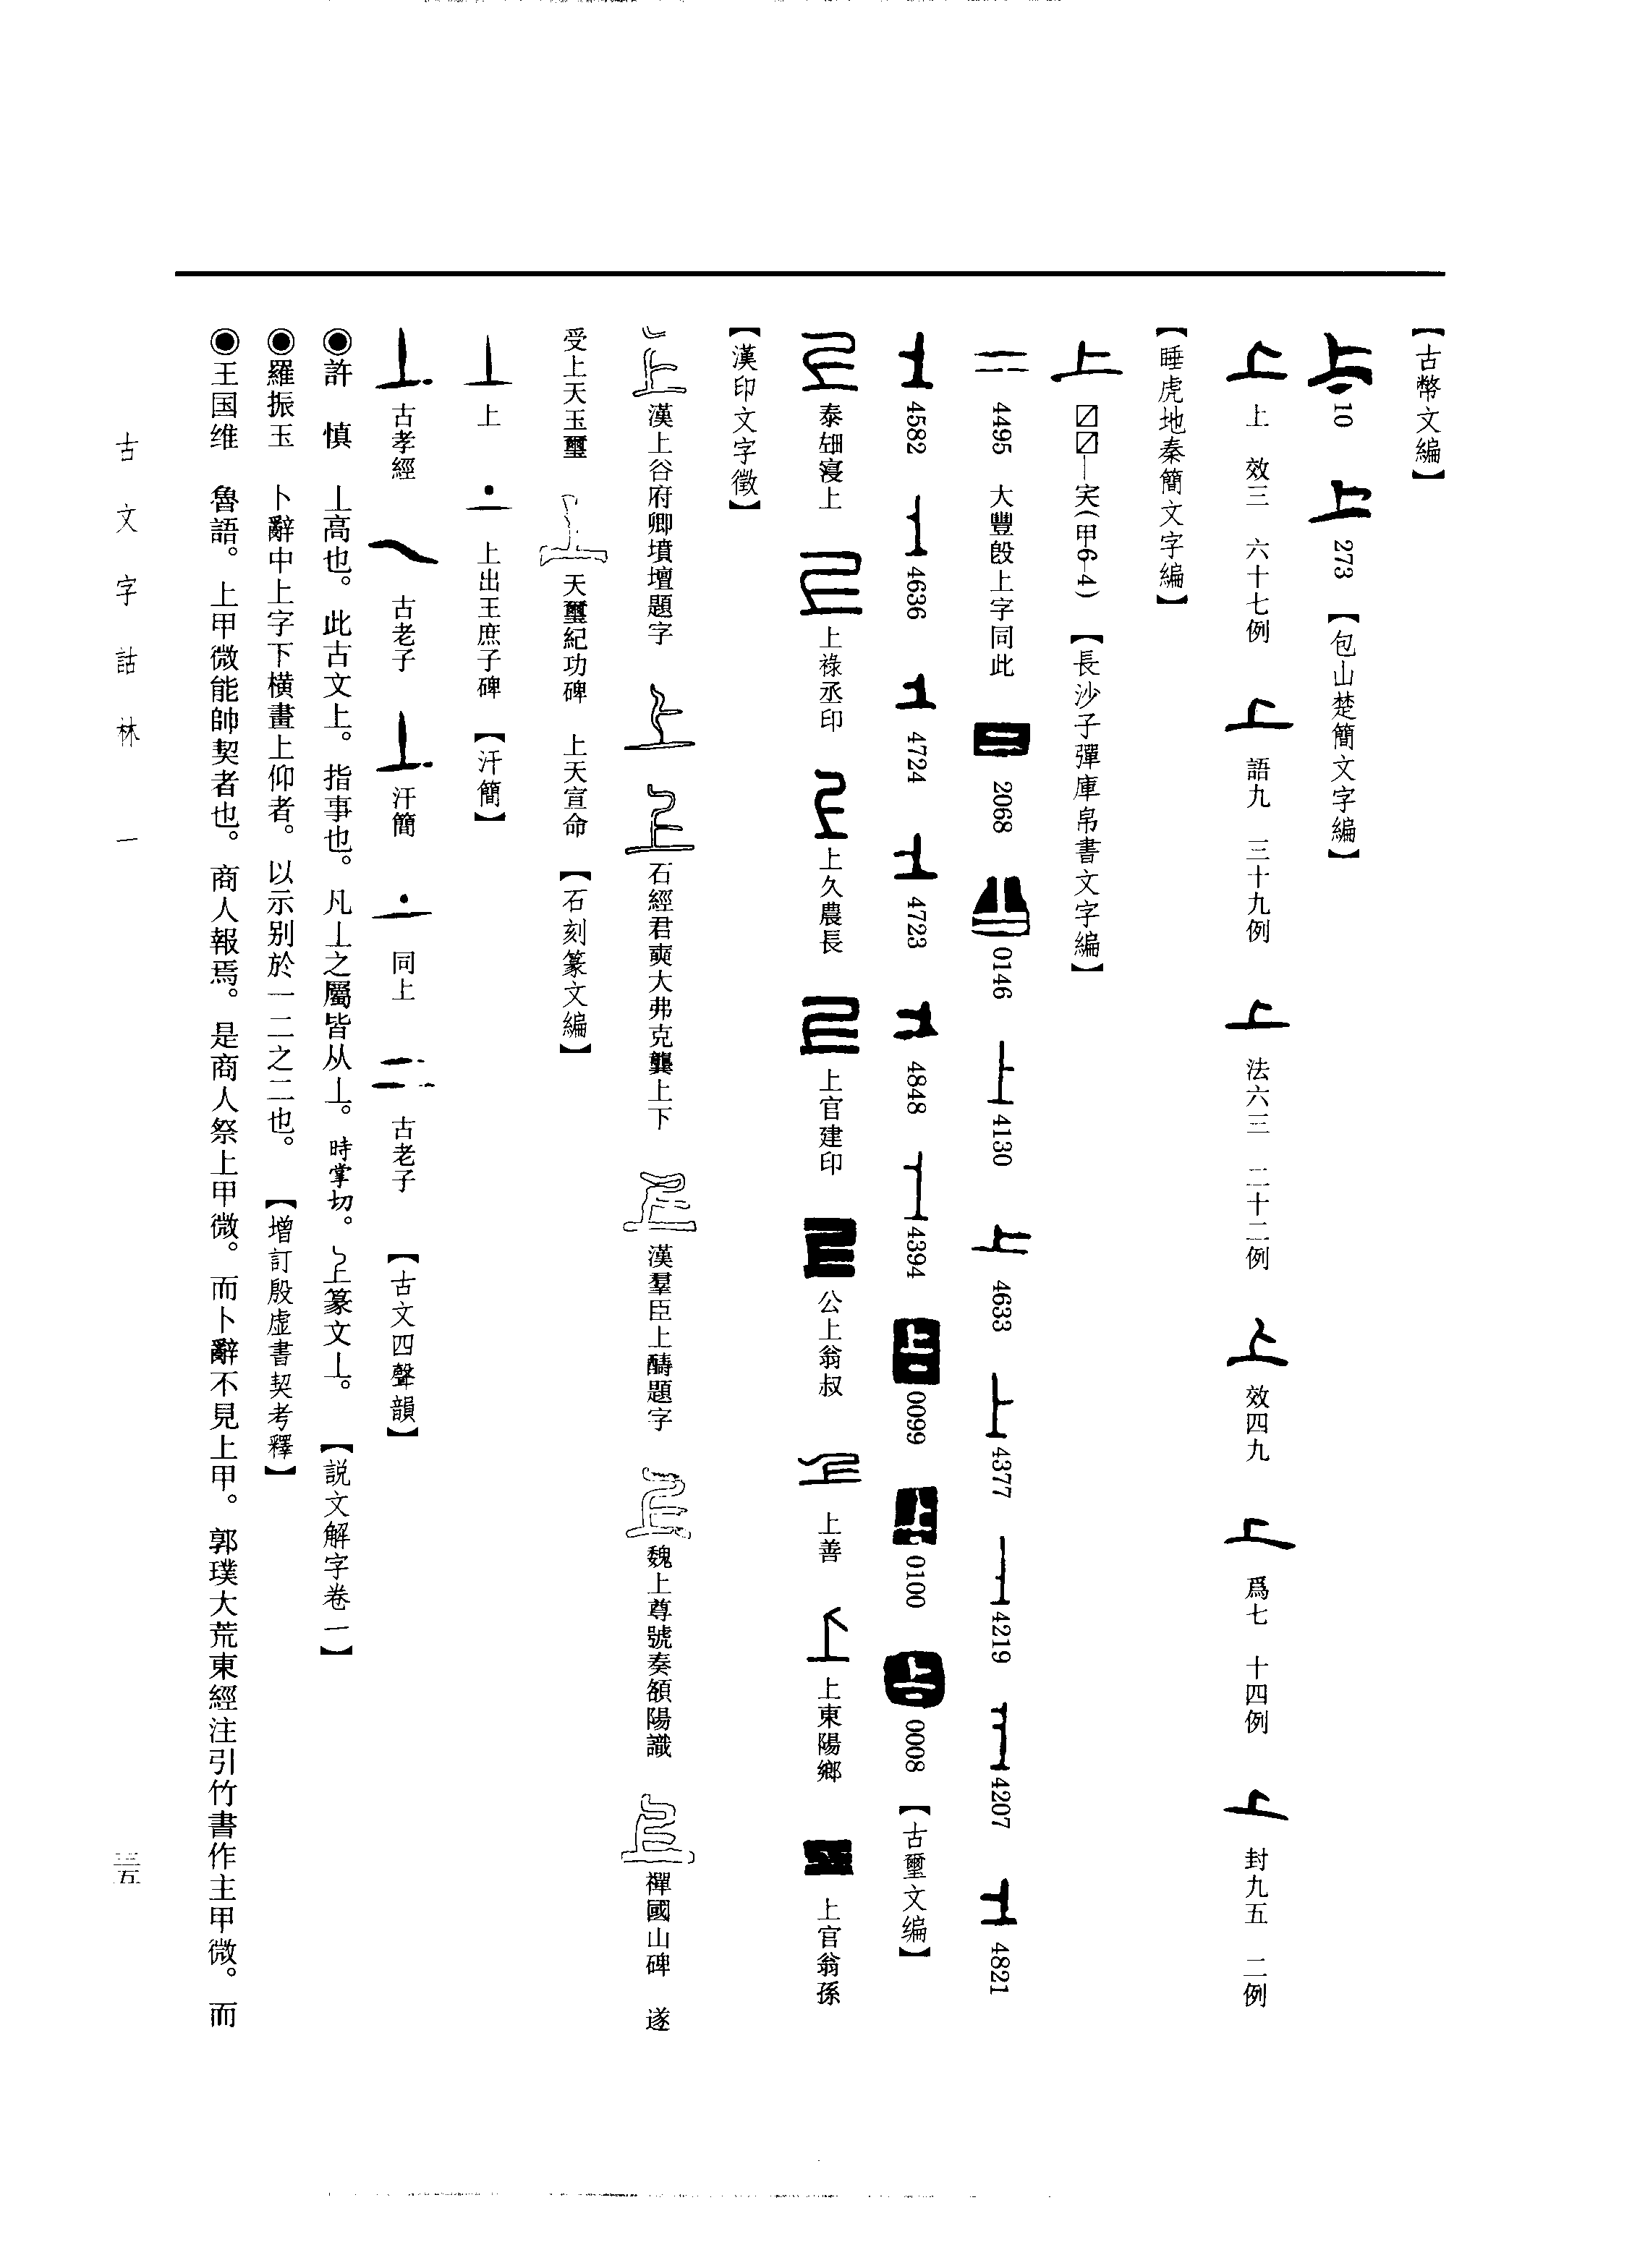 【古幣文編】
10 273 【包山楚簡文字編】
上 效三 六十七例 語九 三十九例 法六三 二十二例 效四九 爲七 十四例 封九五 二例
【睡虎地秦簡文字編】
〼〼—実(甲6—4) 【長沙子彈庫帛書文字編】
4495 大豐𣪘上字同此 2068 0146 4130 4633 4377 4219 4207 4821
4582 4636 4724 4723 4848 4394 0099 0100 0008 【古璽文编】
泰㚼寖上 上祿丞印 上久農長 上官建印 公上翁叔 上善 上東陽鄉 上官翁孫
【漢印文字徵】
漢上谷府卿墳壇題字 石經君奭大弗克龔上下 漢羣臣上醻題字 魏上尊號奏額陽識 禪國山碑 遂
受上天玉璽 天璽紀功碑 上天宣命 【石刻篆文編】
上 上出王庶子碑 【汗簡】
古孝經 古老子 汗簡 同上 古老子 【古文四聲韻】
◉許 慎 丄高也。此古文上。指事也。凡丄之屬皆从丄。時掌切。𠄞篆文丄。 【説文解字卷一】
◉羅振玉 卜辭中上字下横畫上仰者。以示别於一二之二也。 【增訂殷虛書契考釋】
◉王国维 魯語。上甲微能帥契者也。商人報焉。是商人祭上甲微。而卜辭不見上甲。郭璞大荒東經注引竹書作主甲微。而
古文字詁林 一
三五